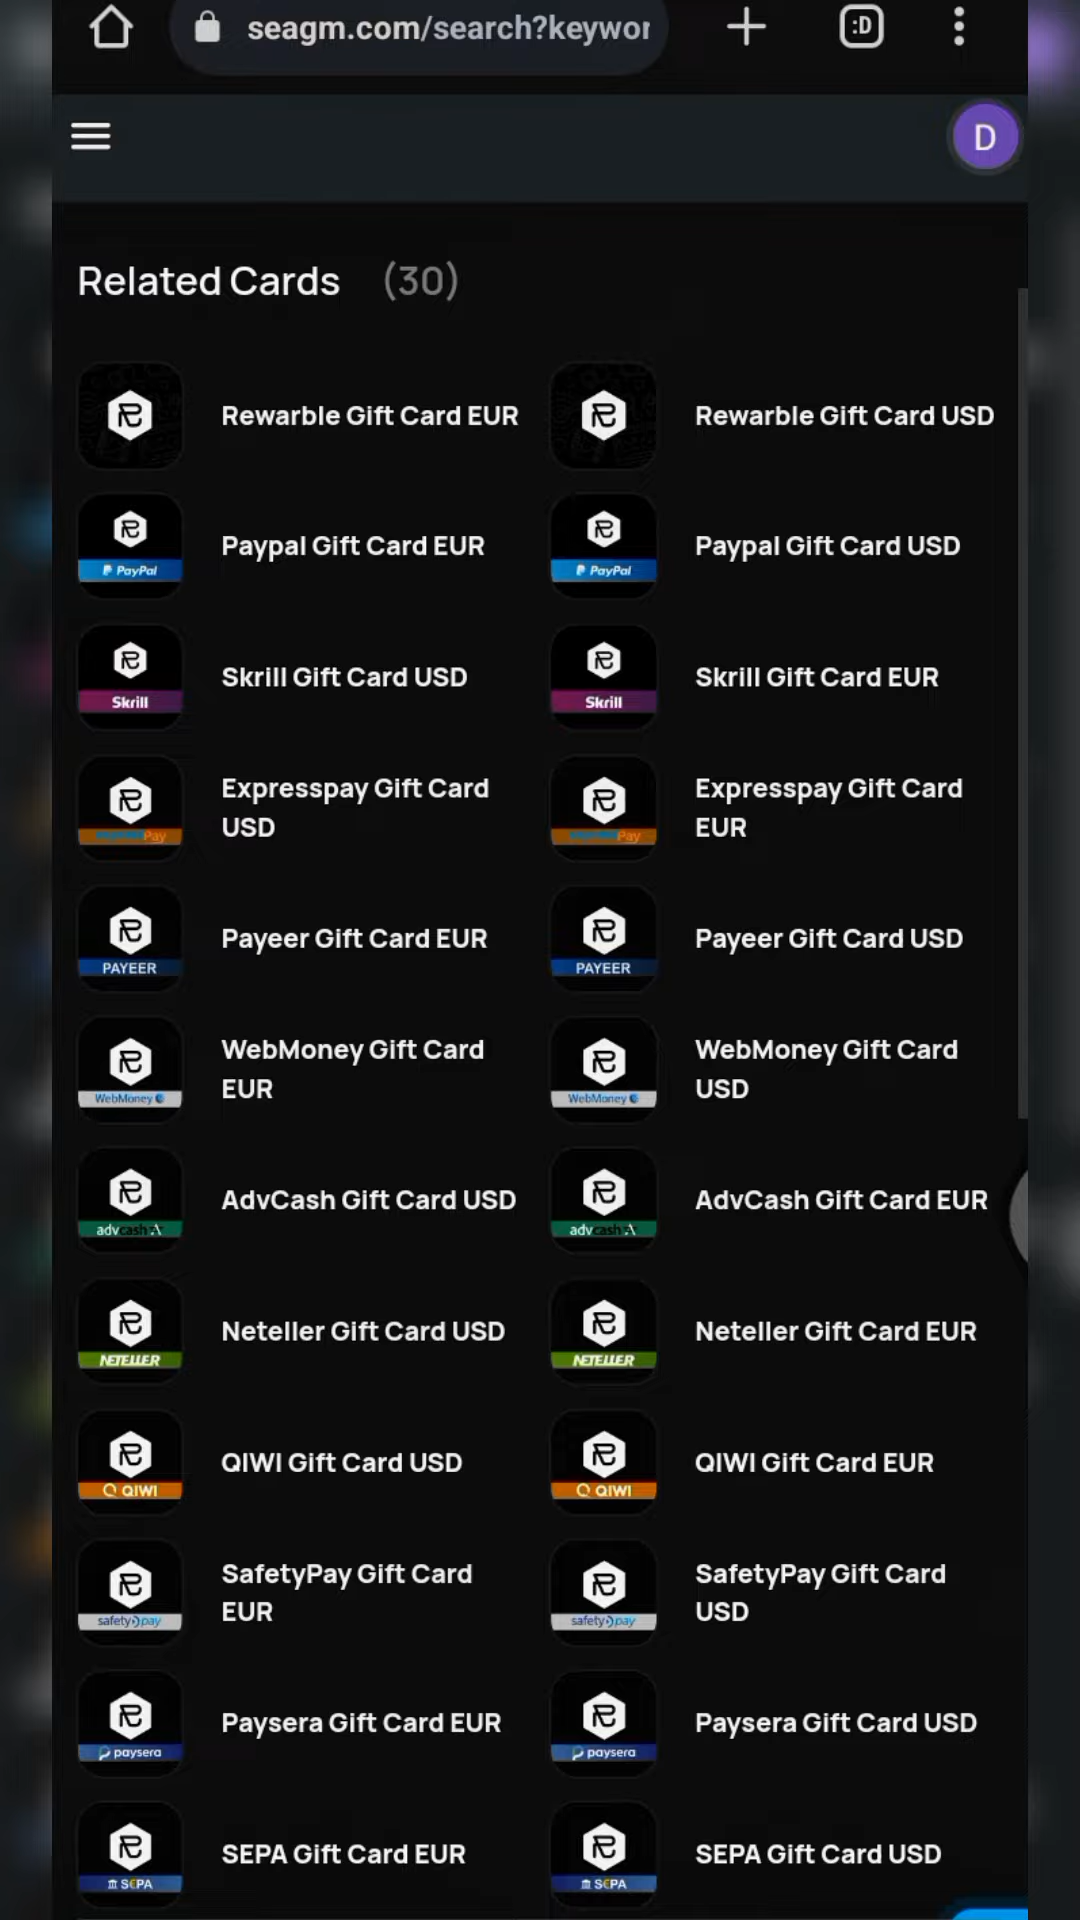 seagm.com/search?keywor
:D
D
Related Cards (30)
Rewarble Gift Card EUR
Rewarble Gift Card USD
PayPal
Paypal Gift Card EUR
PayPal
Paypal Gift Card USD
Skrill
Skrill Gift Card USD
Skrill
Skrill Gift Card EUR
Pay
Expresspay Gift Card
USD
Pay
Expresspay Gift Card
EUR
PAYEER
Payeer Gift Card EUR
PAYEER
Payeer Gift Card USD
WebMoney
WebMoney Gift Card
EUR
WebMoney
WebMoney Gift Card
USD
advcash
AdvCash Gift Card USD
advcash
AdvCash Gift Card EUR
NETELLER
Neteller Gift Card USD
NETELLER
Neteller Gift Card EUR
QIWI
QIWI Gift Card USD
QIWI
QIWI Gift Card EUR
safetypay
SafetyPay Gift Card
EUR
safetypay
SafetyPay Gift Card
USD
paysera
Paysera Gift Card EUR
paysera
Paysera Gift Card USD
S€PA
SEPA Gift Card EUR
S€PA
SEPA Gift Card USD